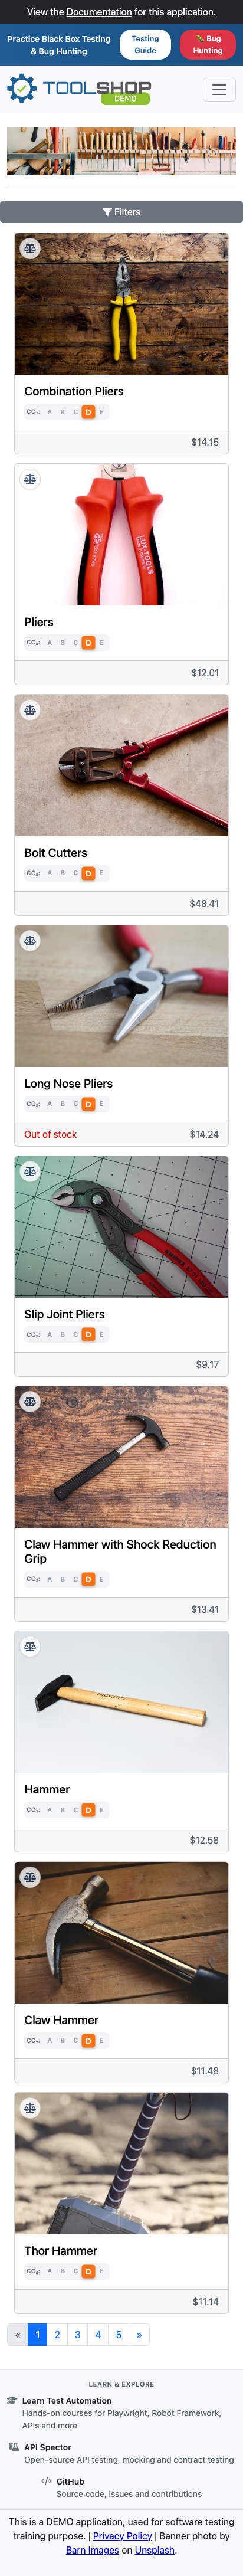 View the Documentation for this application.
Practice Black Box Testing
& Bug Hunting
Testing
Guide
🐛 Bug
Hunting
TOOLSHOP
DEMO
Filters
Combination Pliers
CO₂: A B C D E
$14.15
LUX-TOOLS
Pliers
CO₂: A B C D E
$12.01
Bolt Cutters
CO₂: A B C D E
$48.41
Long Nose Pliers
CO₂: A B C D E
Out of stock $14.24
Slip Joint Pliers
CO₂: A B C D E
$9.17
Claw Hammer with Shock Reduction
Grip
CO₂: A B C D E
$13.41
Hammer
CO₂: A B C D E
$12.58
Claw Hammer
CO₂: A B C D E
$11.48
Thor Hammer
CO₂: A B C D E
$11.14
« 1 2 3 4 5 »
LEARN & EXPLORE
Learn Test Automation
Hands-on courses for Playwright, Robot Framework,
APIs and more
API Spector
Open-source API testing, mocking and contract testing
GitHub
Source code, issues and contributions
This is a DEMO application, used for software testing
training purpose. | Privacy Policy | Banner photo by
Barn Images on Unsplash.